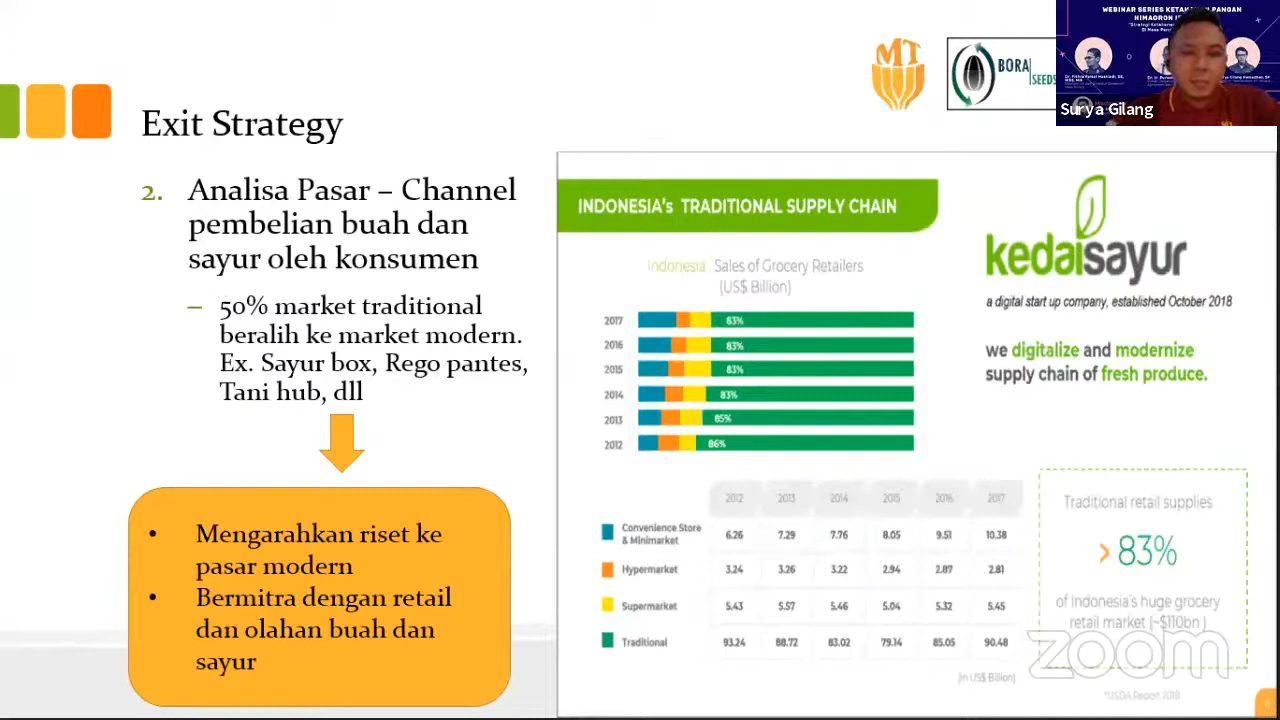 WEBINAR SERIES KETAHANAN PANGAN
Surya Gilang
MT
BORA
SEEDS
Exit Strategy
2. Analisa Pasar – Channel
pembelian buah dan
sayur oleh konsumen
– 50% market traditional
beralih ke market modern.
Ex. Sayur box, Rego pantes,
Tani hub, dll
• Mengarahkan riset ke
pasar modern
• Bermitra dengan retail
dan olahan buah dan
sayur
INDONESIA's TRADITIONAL SUPPLY CHAIN
Indonesia. Sales of Grocery Retailers
(US$ Billion)
2017 83%
2016 83%
2015 83%
2014 83%
2013 85%
2012 86%
2012 2013 2014 2015 2016 2017
Convenience Store
& Minimarket 6.26 7.29 7.76 8.05 9.51 10.38
Hypermarket 3.24 3.26 3.22 2.94 2.87 2.81
Supermarket 5.43 5.57 5.46 5.04 5.32 5.45
Traditional 93.24 88.72 83.02 79.14 85.05 90.48
(in US$ Billion)
kedaisayur
a digital start up company, established October 2018
we digitalize and modernize
supply chain of fresh produce.
Traditional retail supplies
> 83%
of Indonesia's huge grocery
retail market (~$110bn )
zoom
*USDA Report 2018